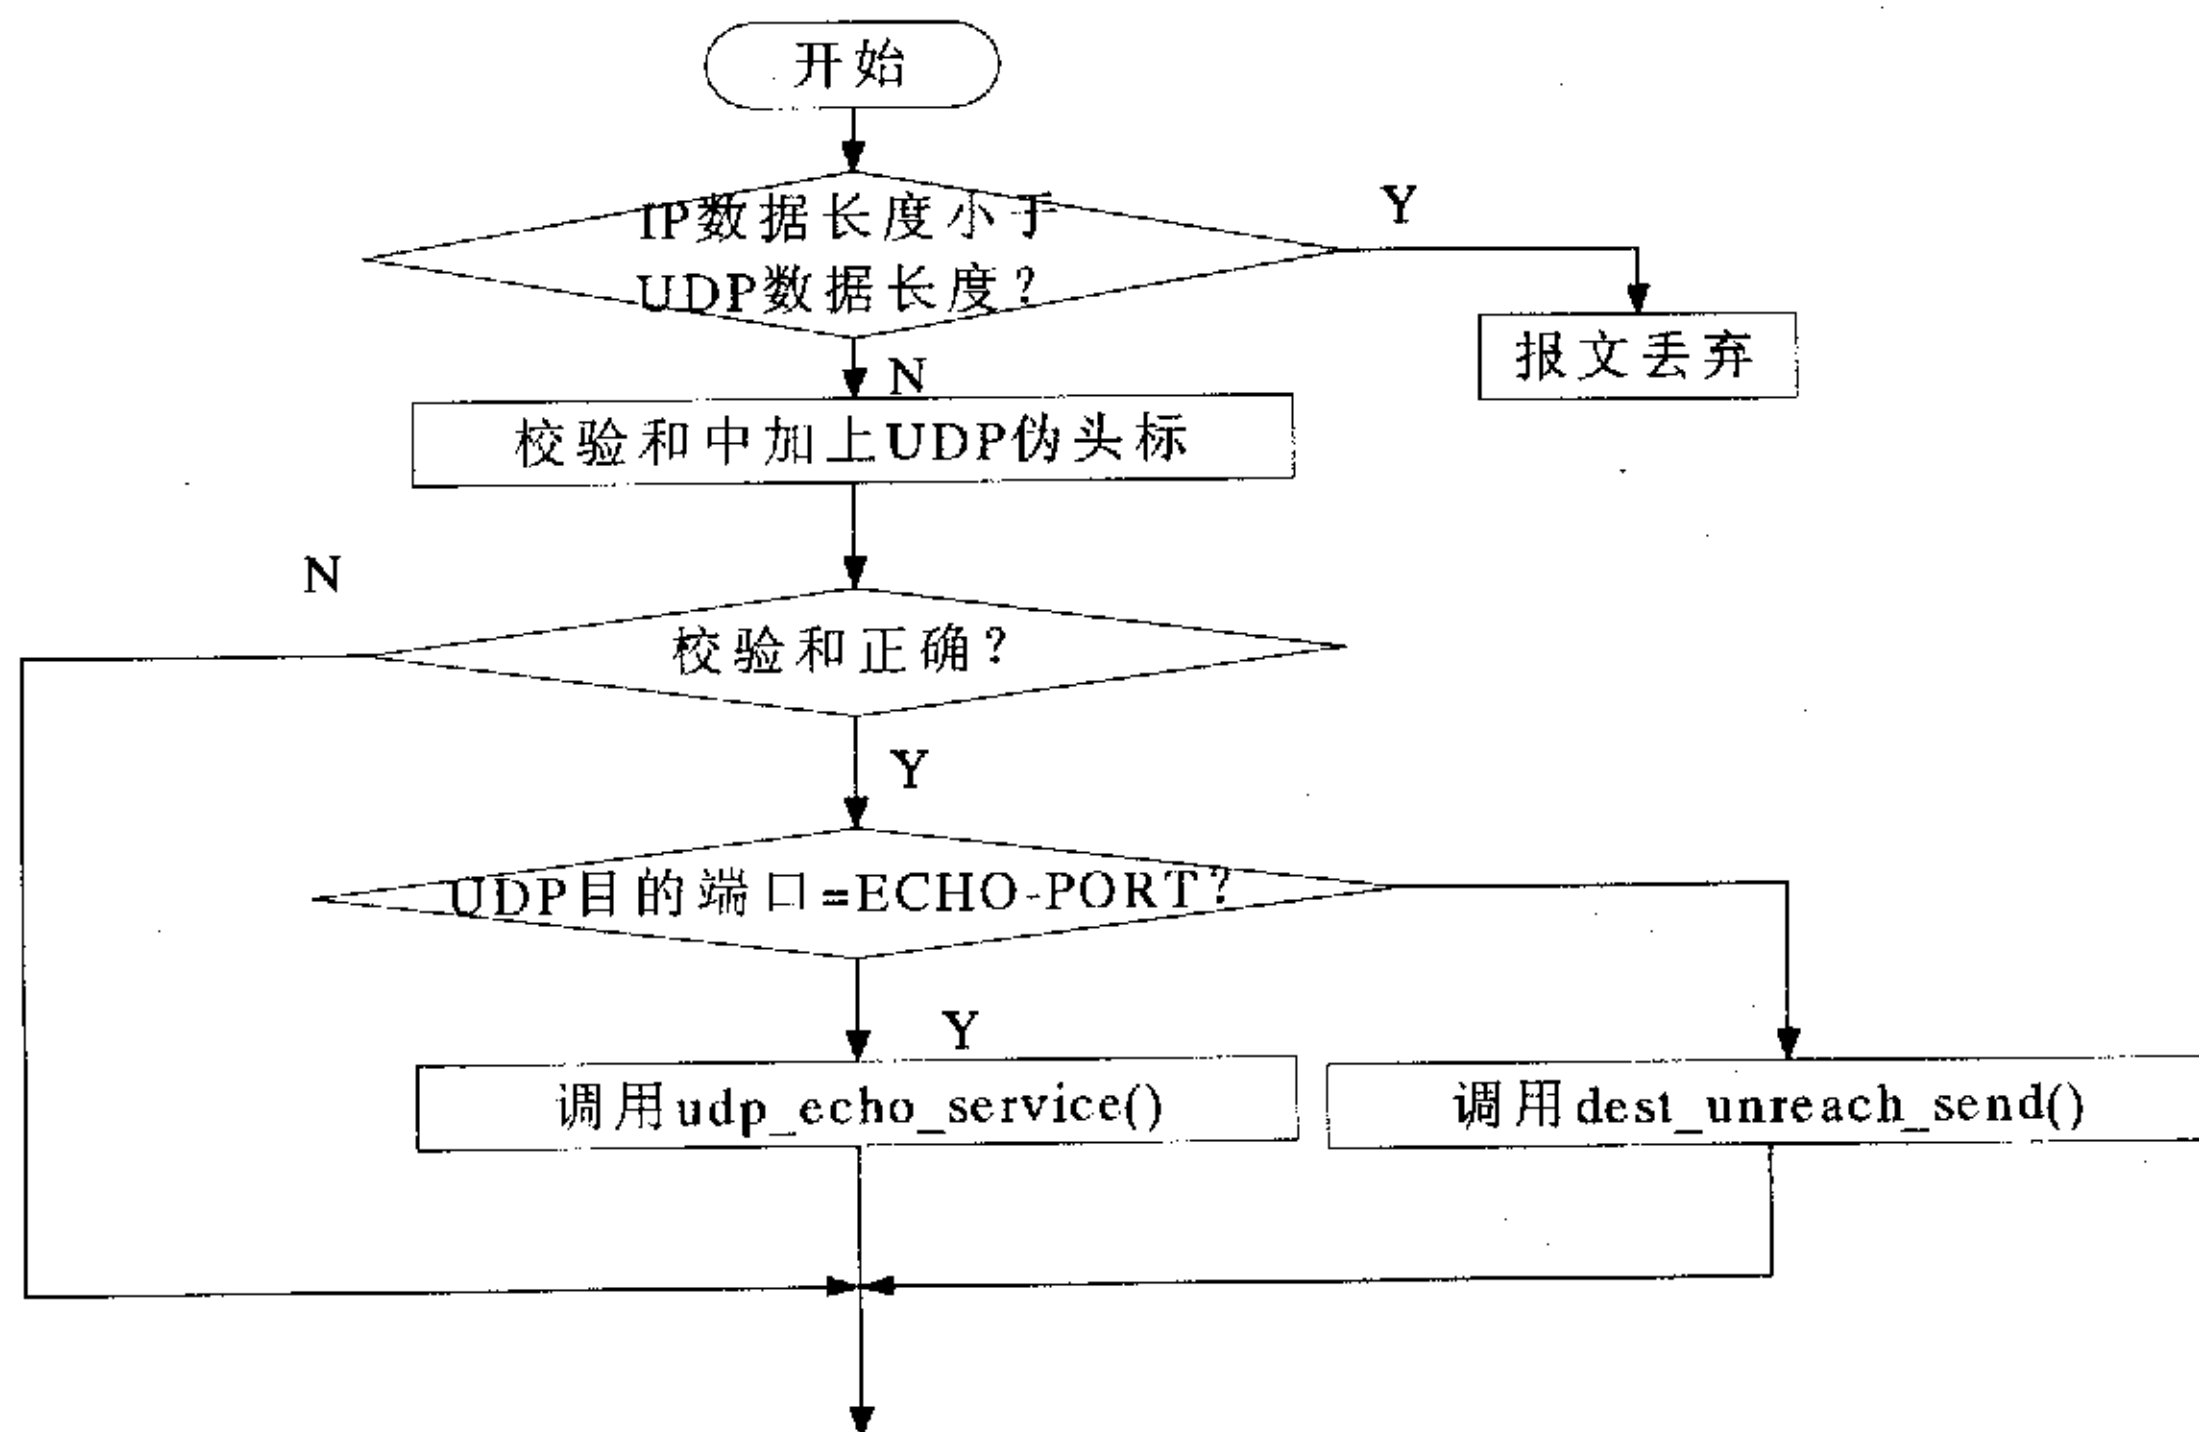 开始
IP数据长度小于
UDP数据长度?
Y
报文丢弃
N
校验和中加上UDP伪头标
N
校验和正确?
Y
UDP目的端口=ECHO-PORT?
Y
调用udp_echo_service()
调用dest_unreach_send()